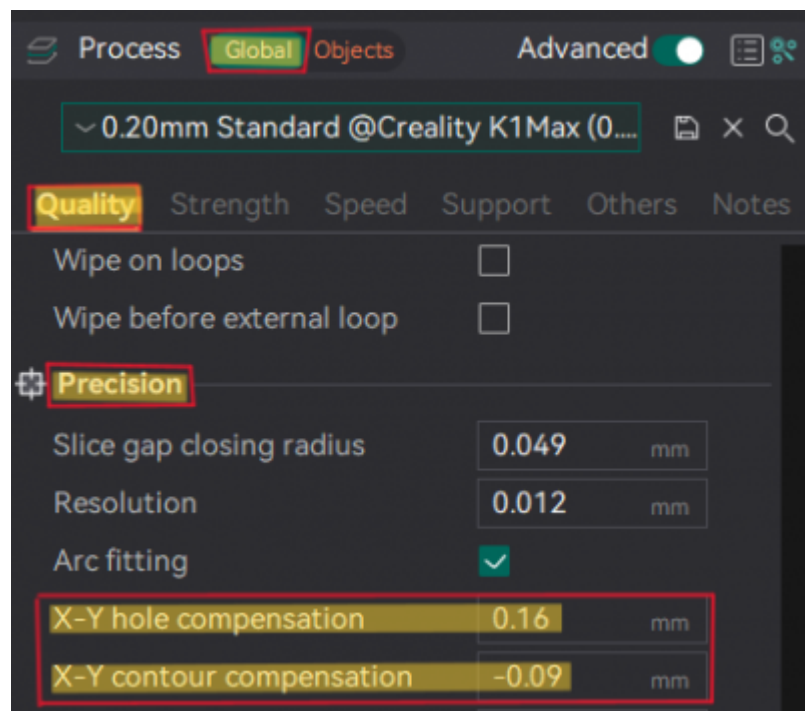 Process Global Objects Advanced
0.20mm Standard @Creality K1Max (0....
Quality Strength Speed Support Others Notes
Wipe on loops
Wipe before external loop
Precision
Slice gap closing radius 0.049 mm
Resolution 0.012 mm
Arc fitting
X-Y hole compensation 0.16 mm
X-Y contour compensation -0.09 mm